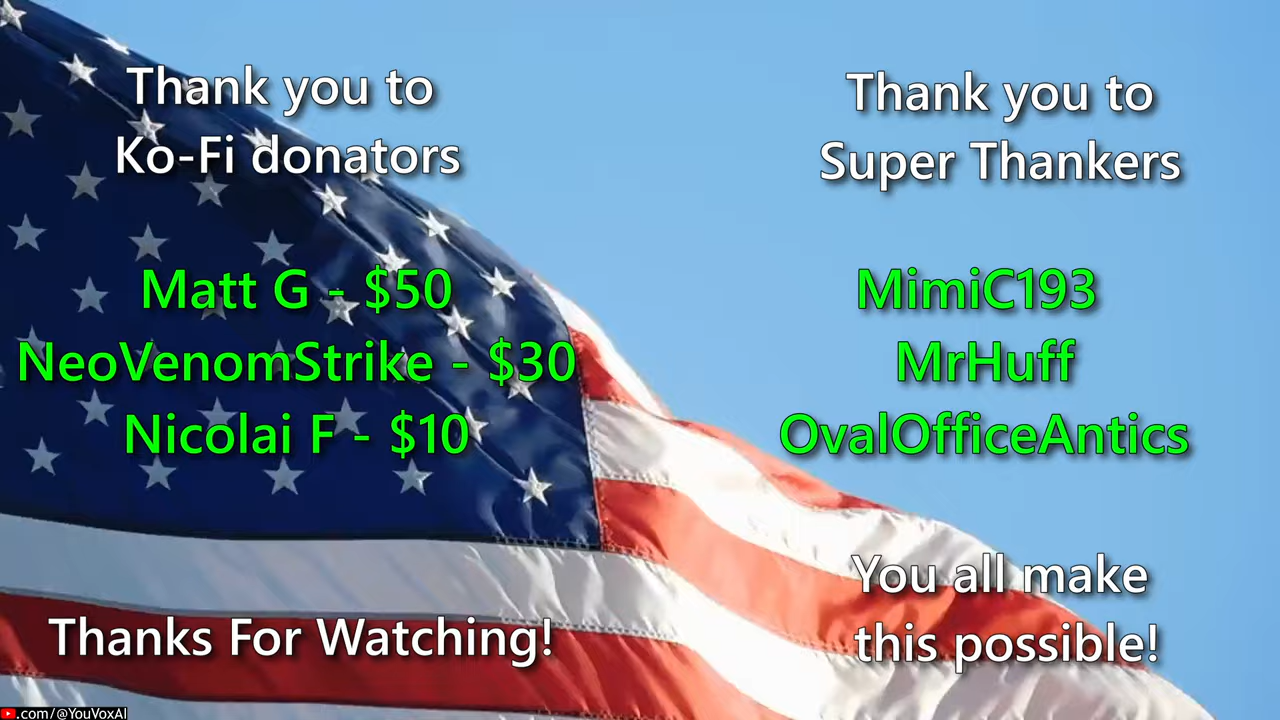 Thank you to
Ko-Fi donators
Matt G - $50
NeoVenomStrike - $30
Nicolai F - $10
Thanks For Watching!
Thank you to
Super Thankers
MimiC193
MrHuff
OvalOfficeAntics
You all make
this possible!
.com/@YouVoxAI